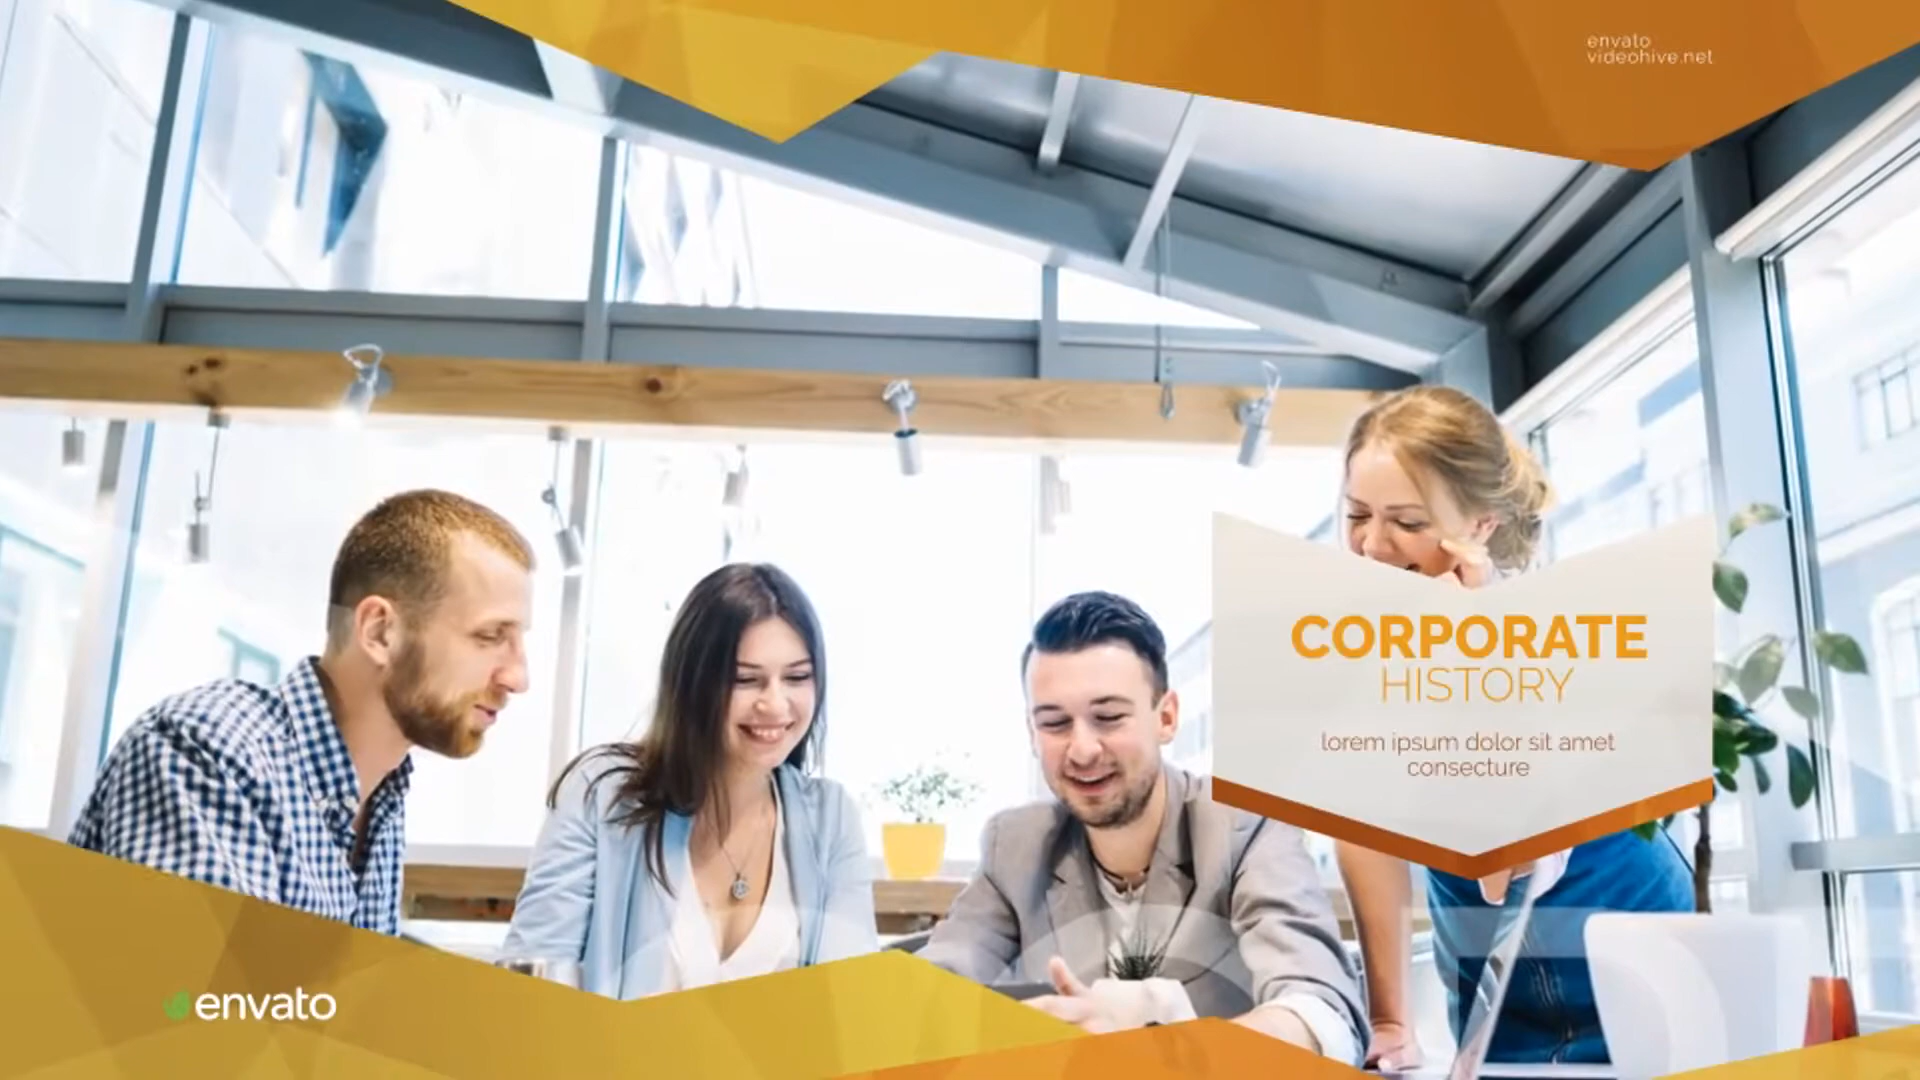 envato
videohive.net
CORPORATE
HISTORY
lorem ipsum dolor sit amet
consecture
envato